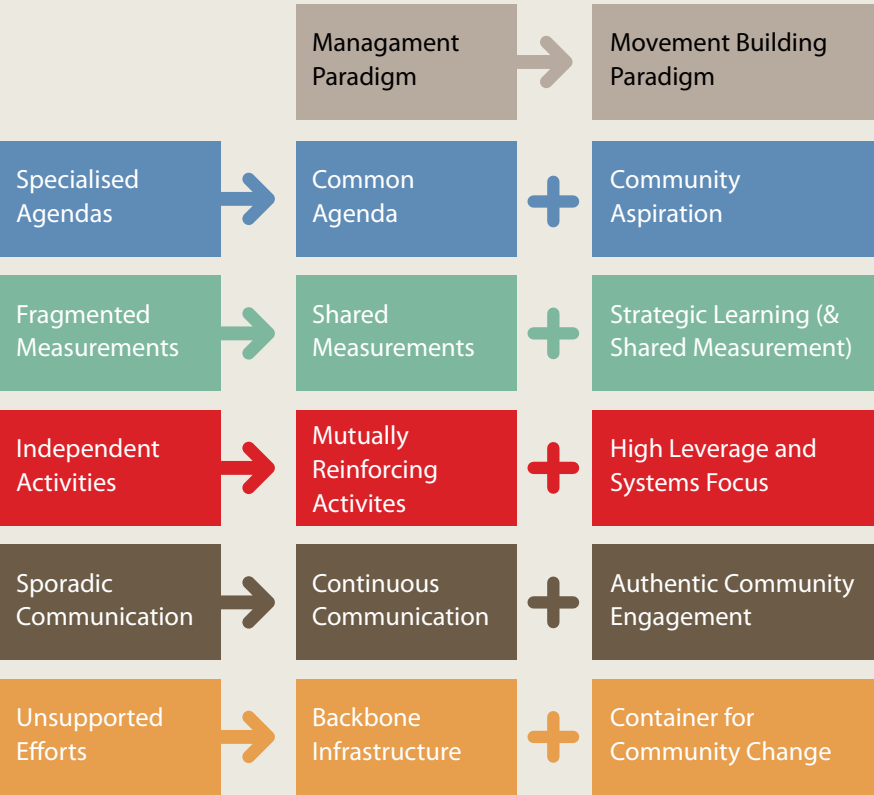 Managament
Paradigm
Movement Building
Paradigm
Specialised
Agendas
Common
Agenda
Community
Aspiration
Fragmented
Measurements
Shared
Measurements
Strategic Learning (&
Shared Measurement)
Independent
Activities
Mutually
Reinforcing
Activites
High Leverage and
Systems Focus
Sporadic
Communication
Continuous
Communication
Authentic Community
Engagement
Unsupported
Efforts
Backbone
Infrastructure
Container for
Community Change